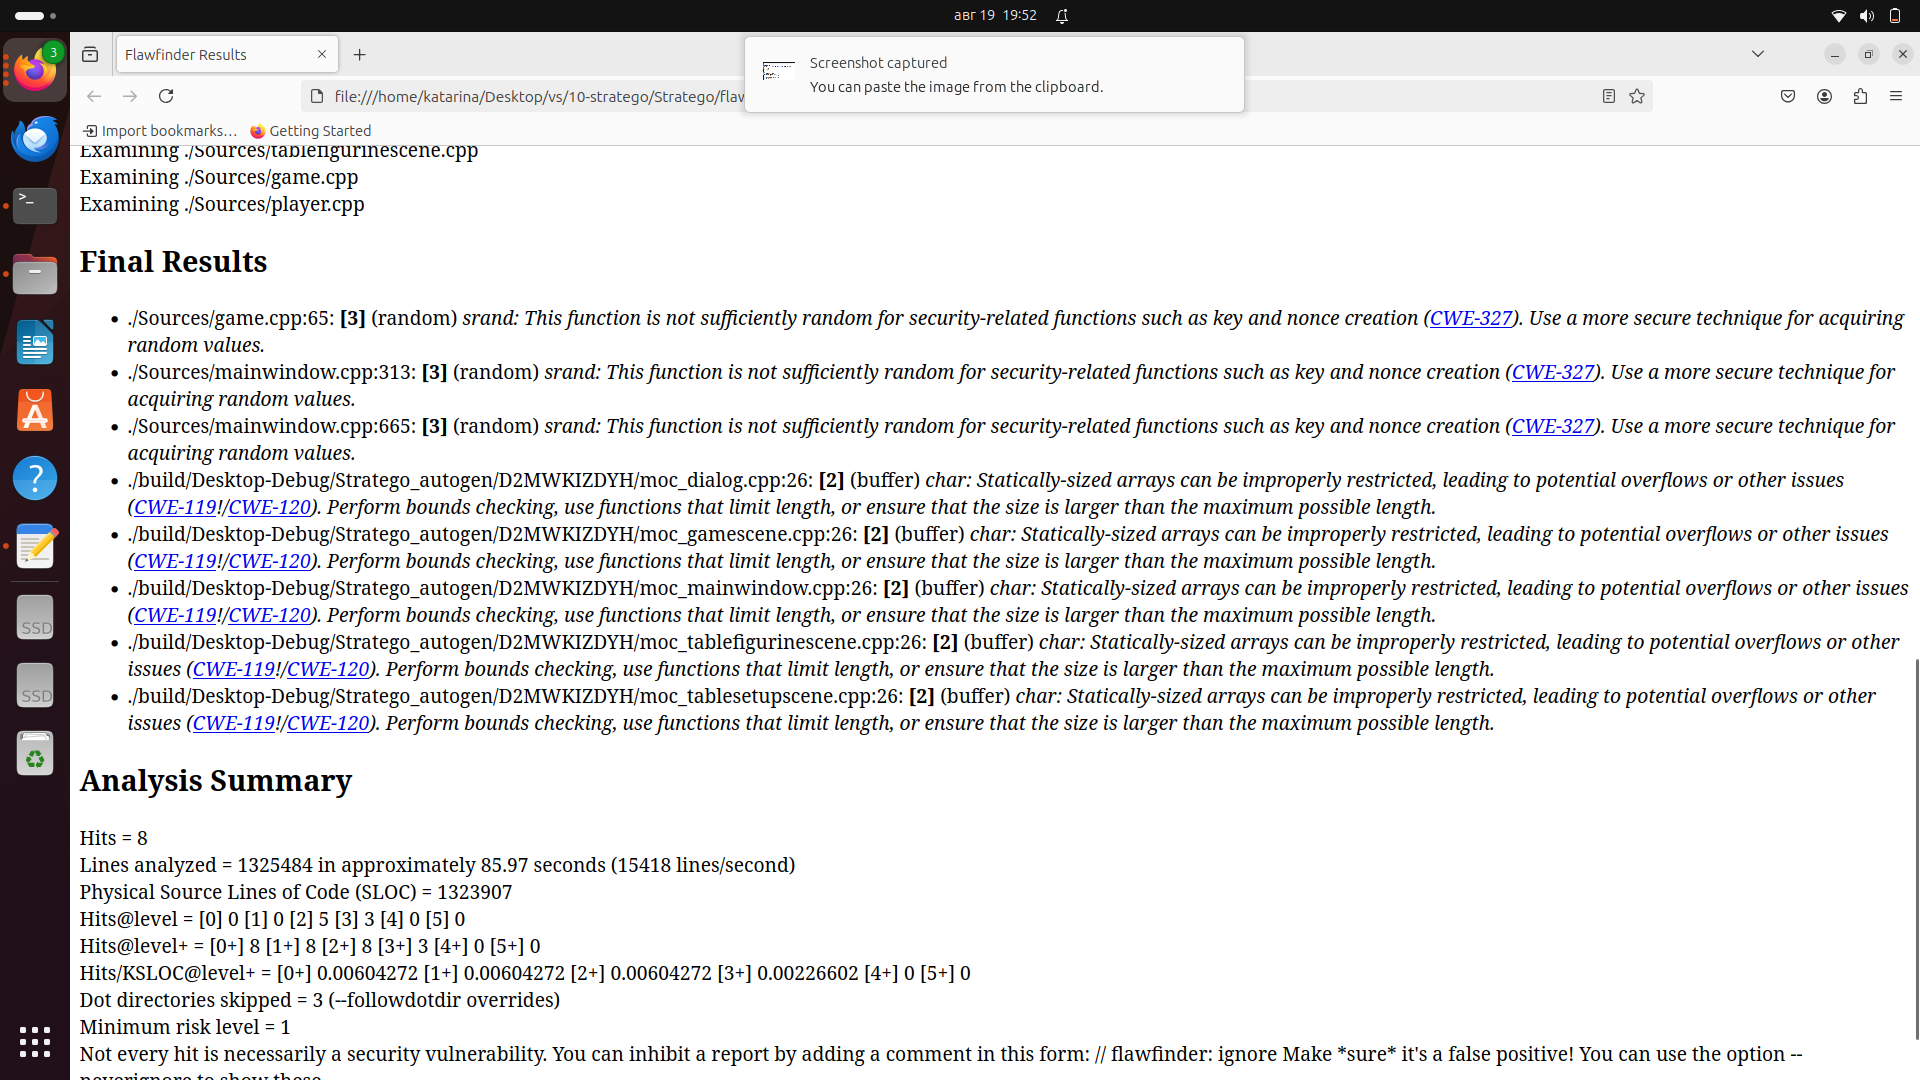 авг 19 19:52
3
Flawfinder Results
Screenshot captured
You can paste the image from the clipboard.
file:///home/katarina/Desktop/vs/10-stratego/Stratego/flaw
Import bookmarks… Getting Started
Examining ./Sources/tablefigurinescene.cpp
Examining ./Sources/game.cpp
Examining ./Sources/player.cpp
Final Results
• ./Sources/game.cpp:65: [3] (random) srand: This function is not sufficiently random for security-related functions such as key and nonce creation (CWE-327). Use a more secure technique for acquiring
random values.
• ./Sources/mainwindow.cpp:313: [3] (random) srand: This function is not sufficiently random for security-related functions such as key and nonce creation (CWE-327). Use a more secure technique for
acquiring random values.
• ./Sources/mainwindow.cpp:665: [3] (random) srand: This function is not sufficiently random for security-related functions such as key and nonce creation (CWE-327). Use a more secure technique for
acquiring random values.
• ./build/Desktop-Debug/Stratego_autogen/D2MWKIZDYH/moc_dialog.cpp:26: [2] (buffer) char: Statically-sized arrays can be improperly restricted, leading to potential overflows or other issues
(CWE-119!/CWE-120). Perform bounds checking, use functions that limit length, or ensure that the size is larger than the maximum possible length.
• ./build/Desktop-Debug/Stratego_autogen/D2MWKIZDYH/moc_gamescene.cpp:26: [2] (buffer) char: Statically-sized arrays can be improperly restricted, leading to potential overflows or other issues
(CWE-119!/CWE-120). Perform bounds checking, use functions that limit length, or ensure that the size is larger than the maximum possible length.
• ./build/Desktop-Debug/Stratego_autogen/D2MWKIZDYH/moc_mainwindow.cpp:26: [2] (buffer) char: Statically-sized arrays can be improperly restricted, leading to potential overflows or other issues
(CWE-119!/CWE-120). Perform bounds checking, use functions that limit length, or ensure that the size is larger than the maximum possible length.
• ./build/Desktop-Debug/Stratego_autogen/D2MWKIZDYH/moc_tablefigurinescene.cpp:26: [2] (buffer) char: Statically-sized arrays can be improperly restricted, leading to potential overflows or other
issues (CWE-119!/CWE-120). Perform bounds checking, use functions that limit length, or ensure that the size is larger than the maximum possible length.
• ./build/Desktop-Debug/Stratego_autogen/D2MWKIZDYH/moc_tablesetupscene.cpp:26: [2] (buffer) char: Statically-sized arrays can be improperly restricted, leading to potential overflows or other
issues (CWE-119!/CWE-120). Perform bounds checking, use functions that limit length, or ensure that the size is larger than the maximum possible length.
Analysis Summary
Hits = 8
Lines analyzed = 1325484 in approximately 85.97 seconds (15418 lines/second)
Physical Source Lines of Code (SLOC) = 1323907
Hits@level = [0] 0 [1] 0 [2] 5 [3] 3 [4] 0 [5] 0
Hits@level+ = [0+] 8 [1+] 8 [2+] 8 [3+] 3 [4+] 0 [5+] 0
Hits/KSLOC@level+ = [0+] 0.00604272 [1+] 0.00604272 [2+] 0.00604272 [3+] 0.00226602 [4+] 0 [5+] 0
Dot directories skipped = 3 (--followdotdir overrides)
Minimum risk level = 1
Not every hit is necessarily a security vulnerability. You can inhibit a report by adding a comment in this form: // flawfinder: ignore Make *sure* it's a false positive! You can use the option --
neverignore to show these
SSD
SSD